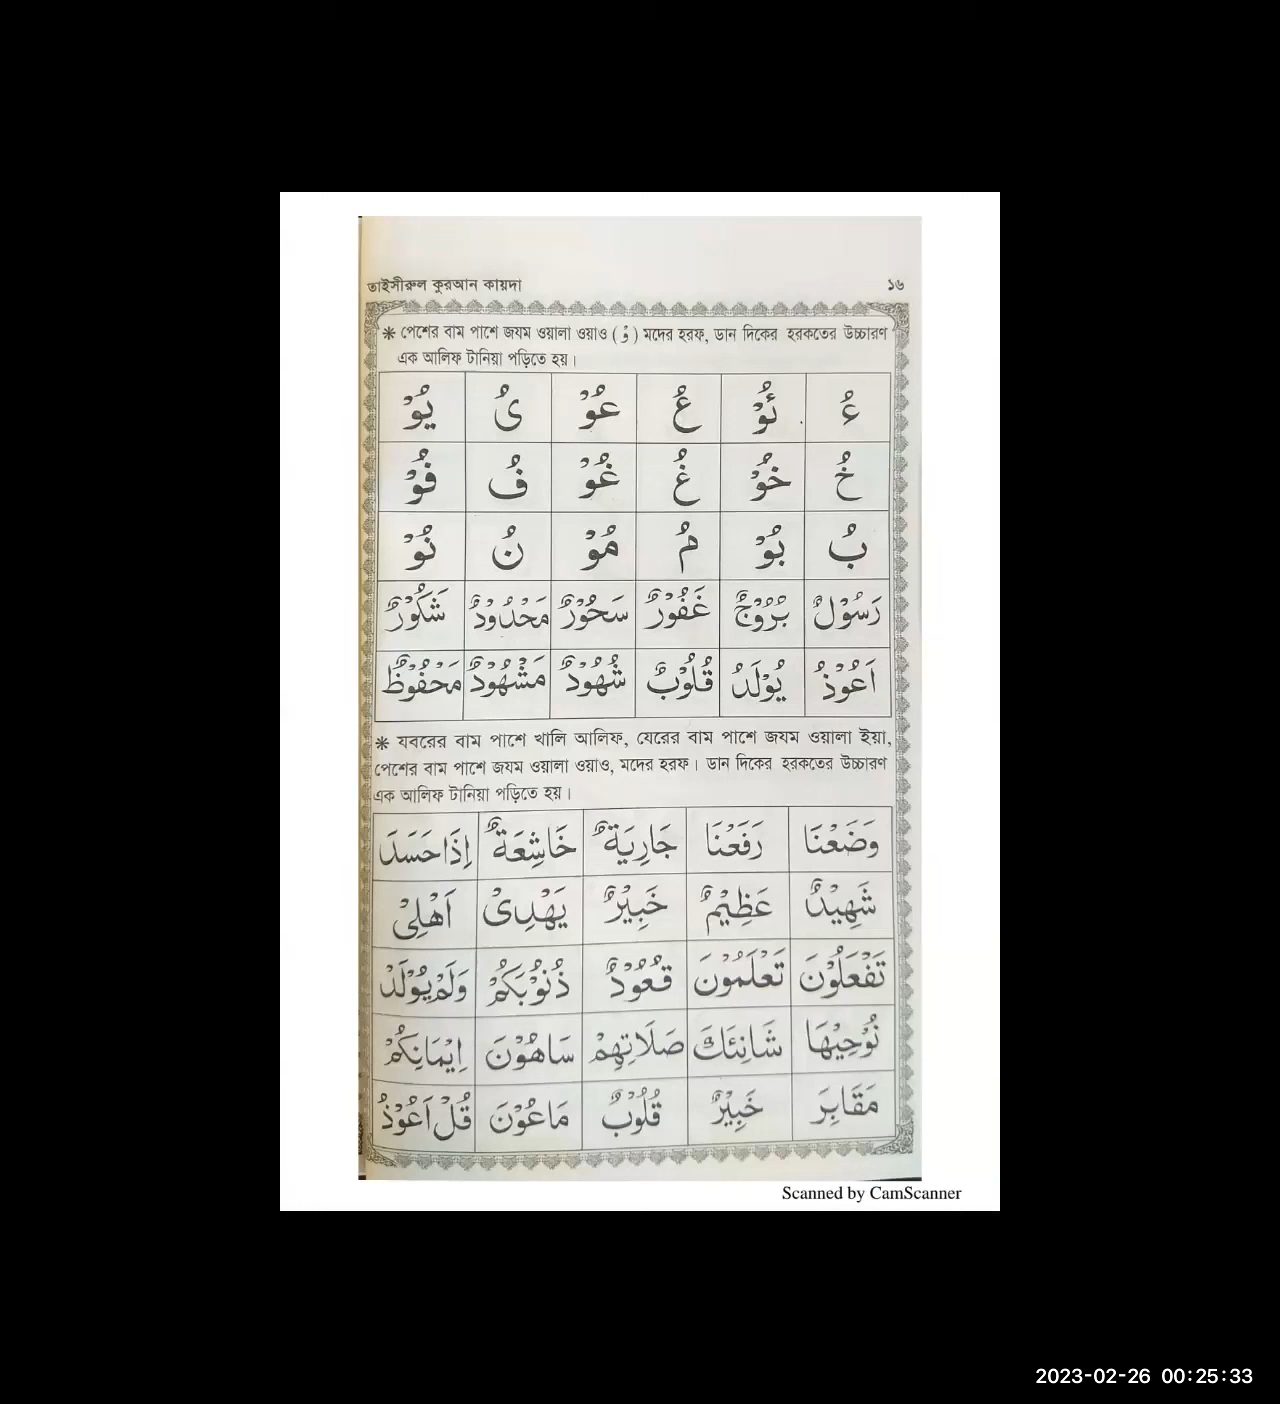 তাইসীরুল কুরআন কায়দা ১৬
* পেশের বাম পাশে জযম ওয়ালা ওয়াও ( وْ ) মদের হরফ, ডান দিকের হরকতের উচ্চারণ
এক আলিফ টানিয়া পড়িতে হয়।
ءُ ئُوْ عُ عُوْ ىُ يُوْ
خُ خُوْ غُ غُوْ فُ فُوْ
بُ بُوْ مُ مُوْ نُ نُوْ
رَسُوْلٌ بُرُوْجٌ غَفُوْرٌ سَحُوْرٌ مَحْدُوْدٌ شَكُوْرٌ
اَعُوْذُ يُوْلَدُ قُلُوْبٌ شُهُوْدٌ مَشْهُوْدٌ مَحْفُوْظٌ
* যবরের বাম পাশে খালি আলিফ, যেরের বাম পাশে জযম ওয়ালা ইয়া,
পেশের বাম পাশে জযম ওয়ালা ওয়াও, মদের হরফ। ডান দিকের হরকতের উচ্চারণ
এক আলিফ টানিয়া পড়িতে হয়।
وَضَعْنَا رَفَعْنَا جَارِيَةٌ خَاشِعَةٌ اِذَا حَسَدَ
شَهِيْدٌ عَظِيْمٌ خَبِيْرٌ يَهْدِىْ اَهْلِىْ
تَفْعَلُوْنَ تَعْلَمُوْنَ قُعُوْدٌ ذُنُوْبَكُمْ وَلَمْ يُوْلَدْ
نُوْحِيْهَا شَانِئَكَ صَلَاتِهِمْ سَاهُوْنَ اِيْمَانِكُمْ
مَقَابِرَ خَبِيْرٌ قُلُوْبٌ مَاعُوْنَ قُلْ اَعُوْذُ
Scanned by CamScanner
2023-02-26 00:25:33